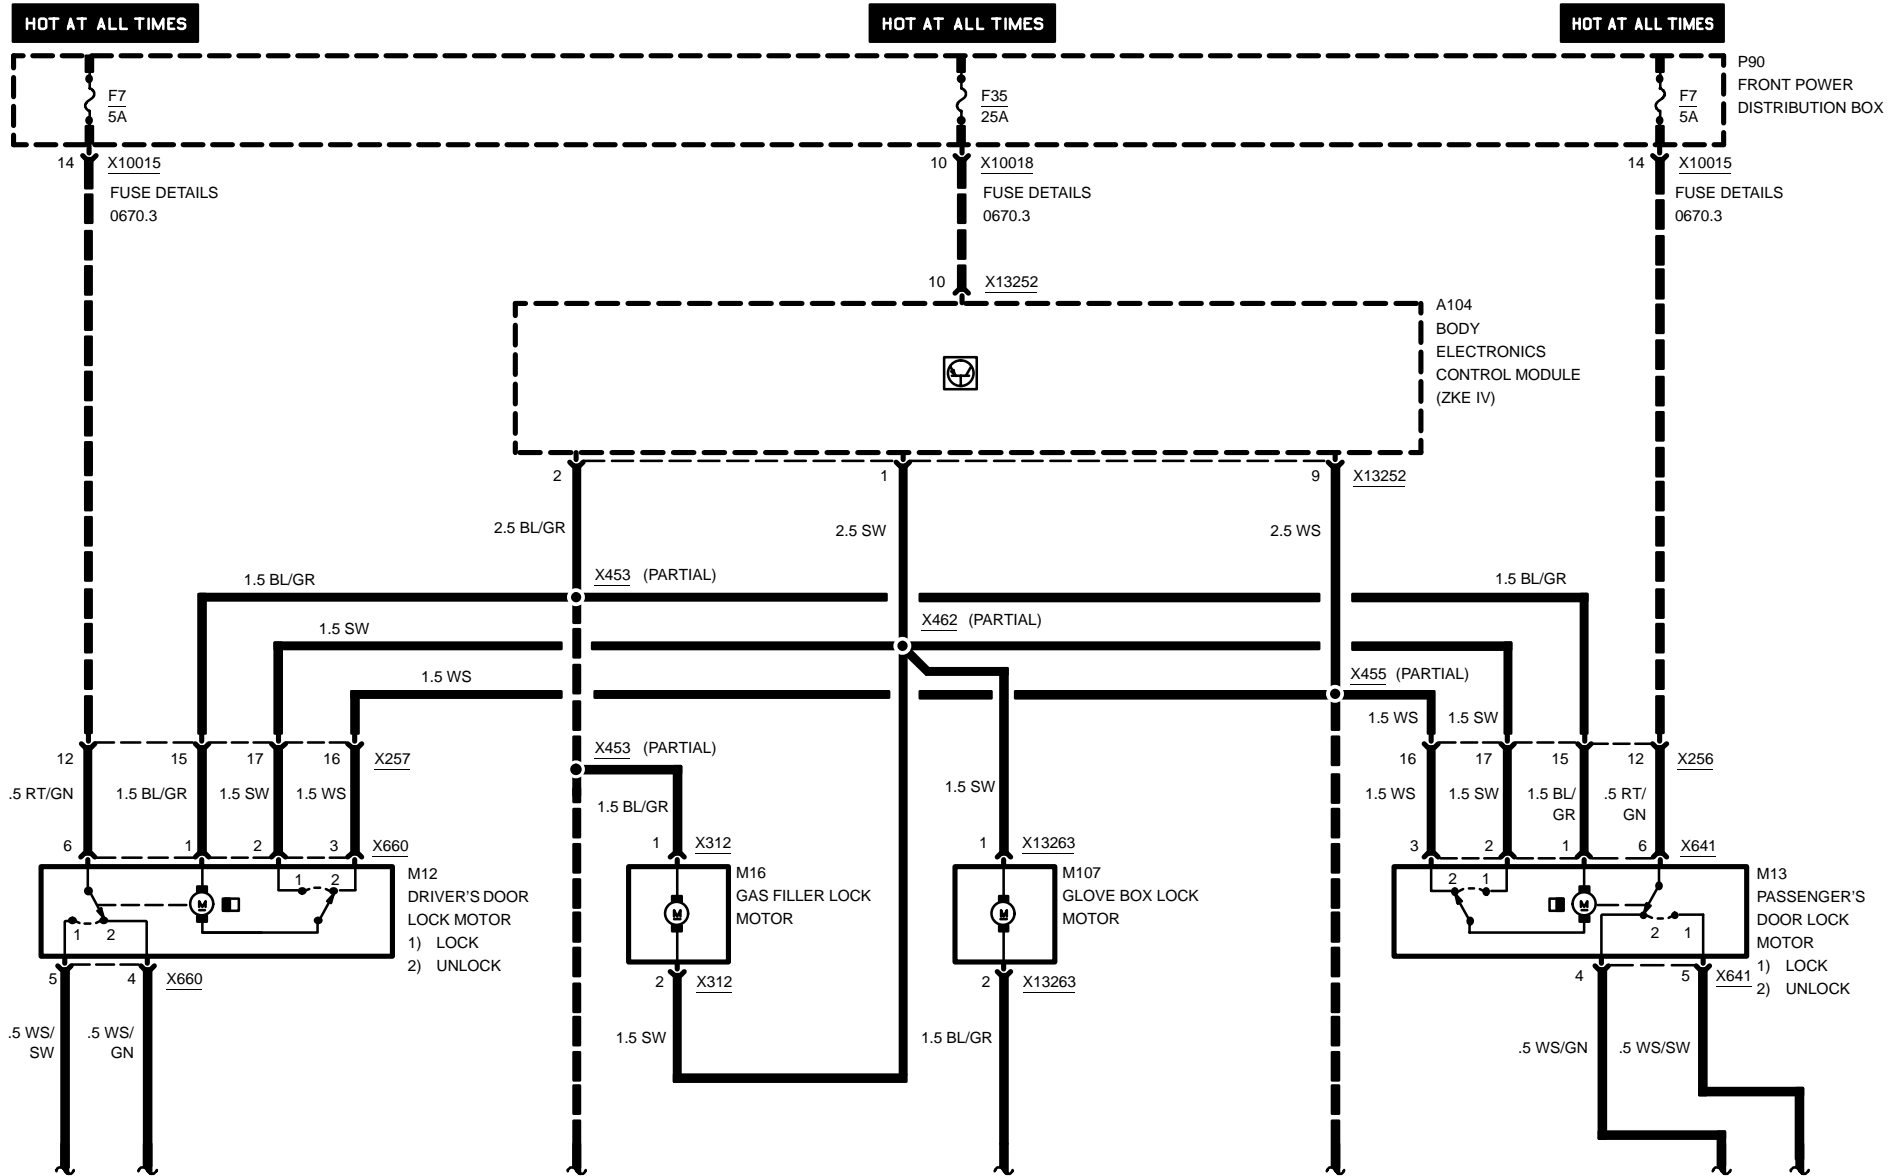 HOT AT ALL TIMES
HOT AT ALL TIMES
HOT AT ALL TIMES
F7
5A
F35
25A
F7
5A
P90
FRONT POWER
DISTRIBUTION BOX
14
X10015
FUSE DETAILS
0670.3
10
X10018
FUSE DETAILS
0670.3
14
X10015
FUSE DETAILS
0670.3
10
X13252
A104
BODY
ELECTRONICS
CONTROL MODULE
(ZKE IV)
2
1
9
X13252
2.5 BL/GR
2.5 SW
2.5 WS
1.5 BL/GR
X453 (PARTIAL)
1.5 BL/GR
1.5 SW
X462 (PARTIAL)
1.5 WS
X455 (PARTIAL)
1.5 WS
1.5 SW
12
15
17
16
X257
X453 (PARTIAL)
16
17
15
12
X256
.5 RT/GN
1.5 BL/GR
1.5 SW
1.5 WS
1.5 BL/GR
1.5 SW
1.5 WS
1.5 SW
1.5 BL/
GR
.5 RT/
GN
6
1
2
3
X660
1
X312
1
X13263
3
2
1
6
X641
M12
DRIVER'S DOOR
LOCK MOTOR
1) LOCK
2) UNLOCK
1
2
M
1
2
M16
GAS FILLER LOCK
MOTOR
M
M107
GLOVE BOX LOCK
MOTOR
M
2
1
M
2
1
M13
PASSENGER'S
DOOR LOCK
MOTOR
1) LOCK
2) UNLOCK
5
4
X660
2
X312
2
X13263
4
5
X641
.5 WS/
SW
.5 WS/
GN
1.5 SW
1.5 BL/GR
.5 WS/GN
.5 WS/SW